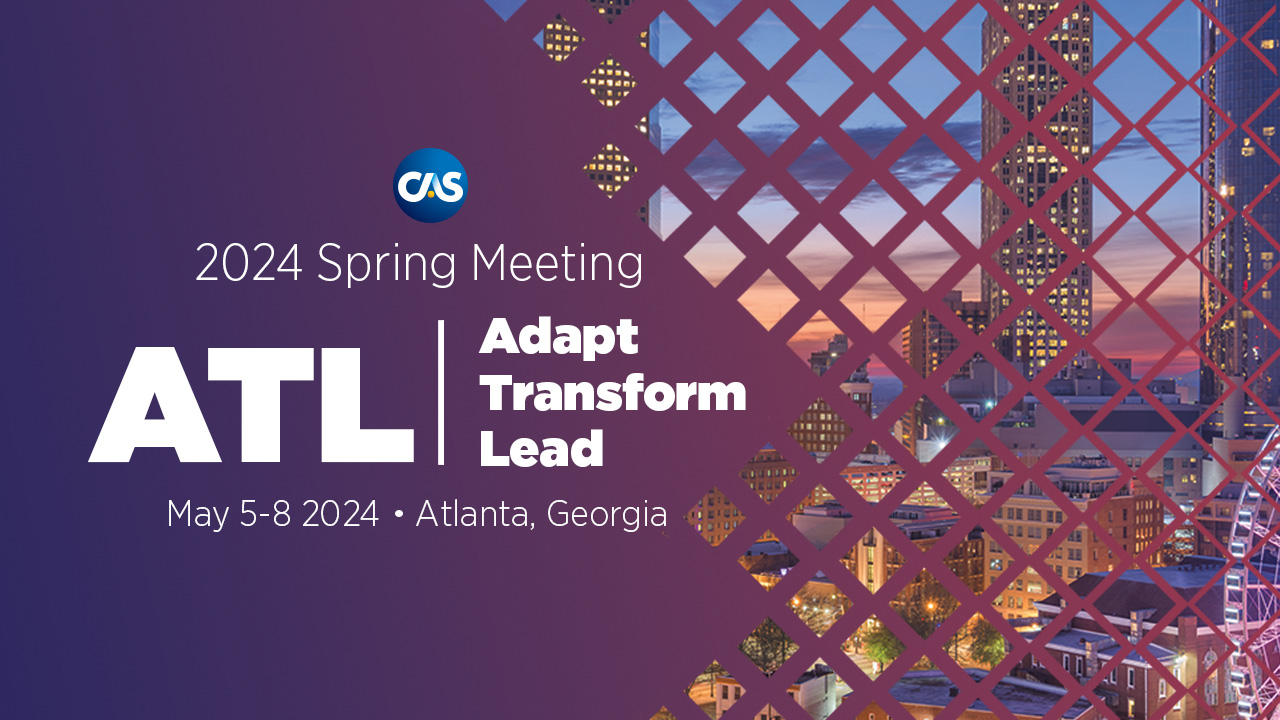 CAS
2024 Spring Meeting
ATL
Adapt
Transform
Lead
May 5-8 2024 • Atlanta, Georgia